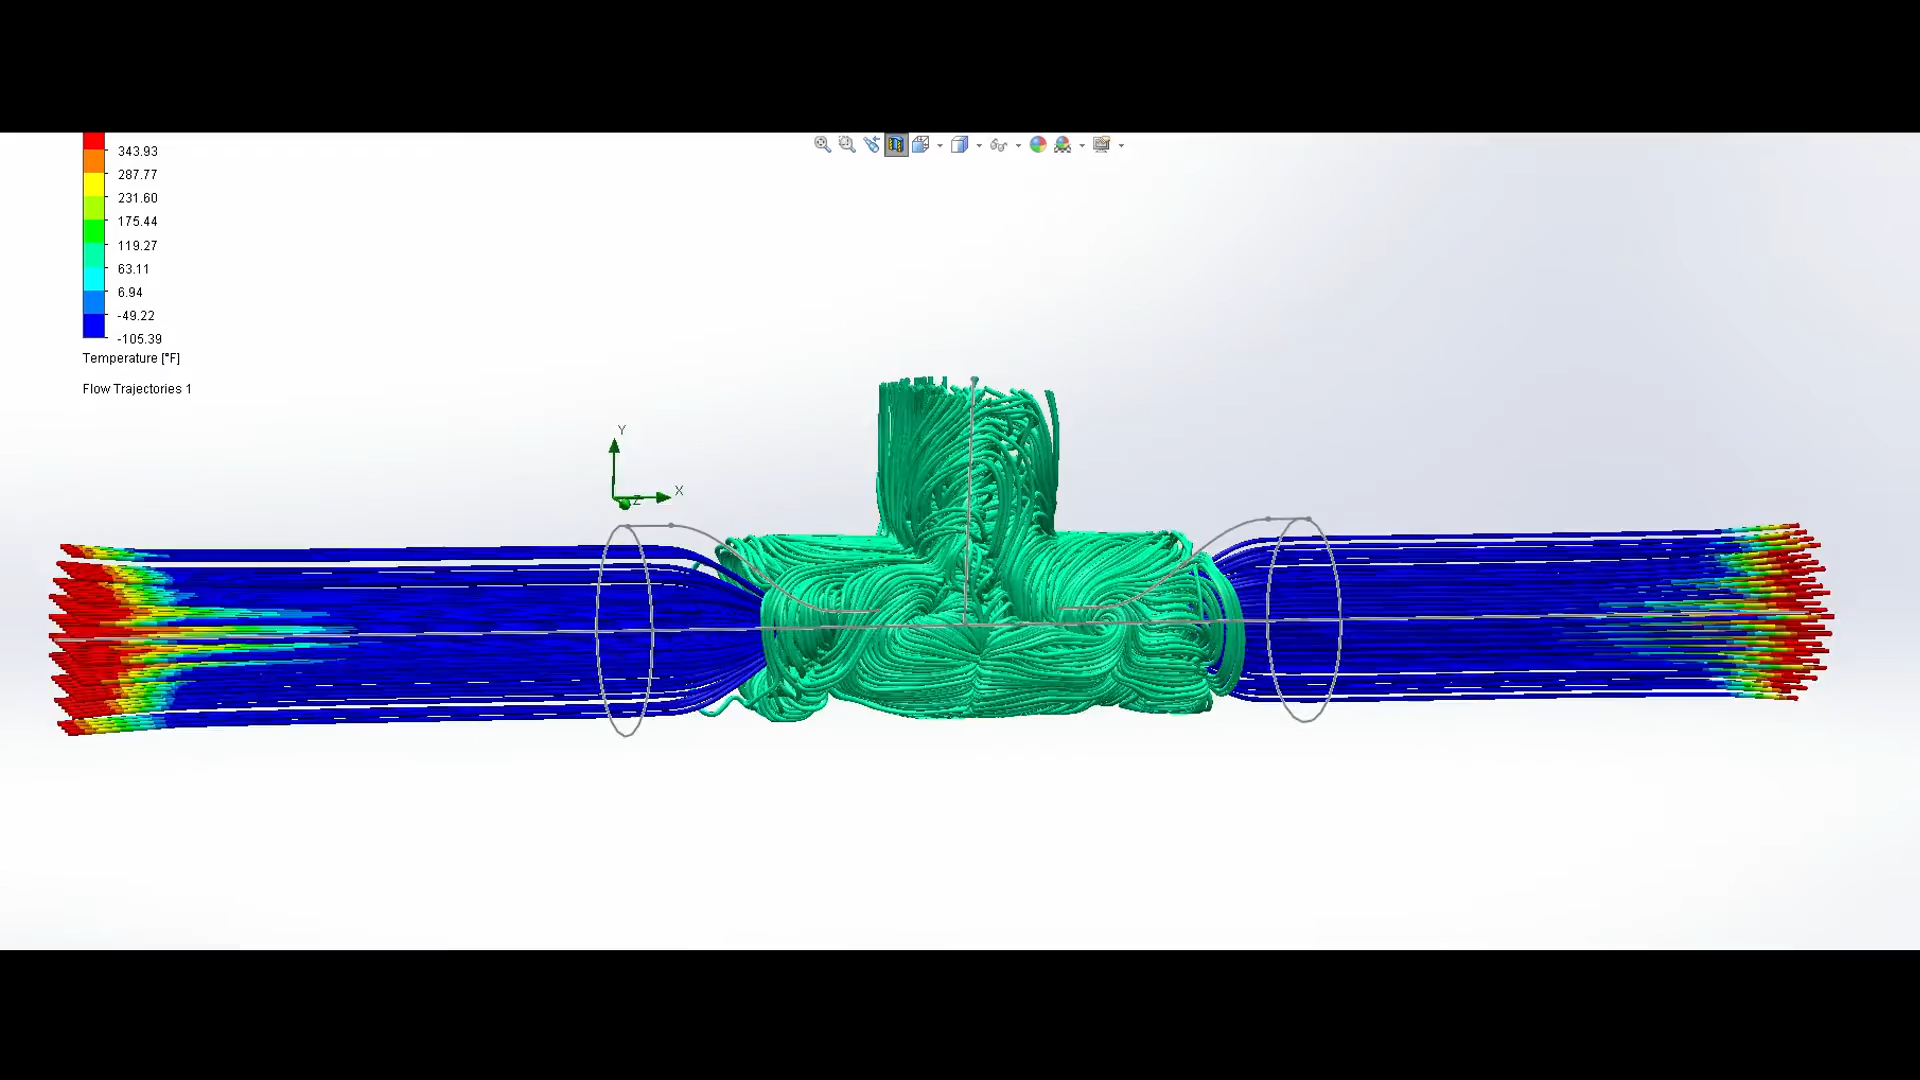 343.93
287.77
231.60
175.44
119.27
63.11
6.94
-49.22
-105.39
Temperature [°F]
Flow Trajectories 1
Y
X
Z